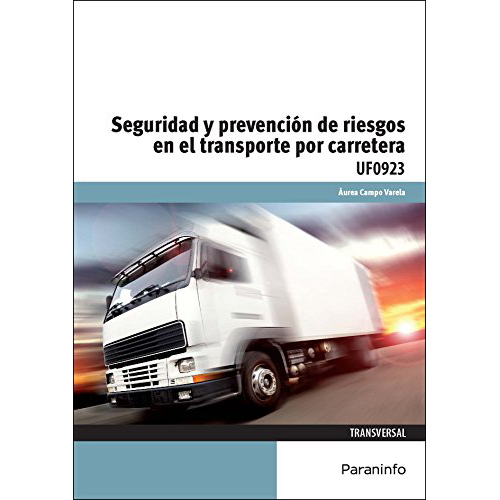 Seguridad y prevención de riesgos
en el transporte por carretera
UF0923
Áurea Campo Varela
TRANSVERSAL
Paraninfo